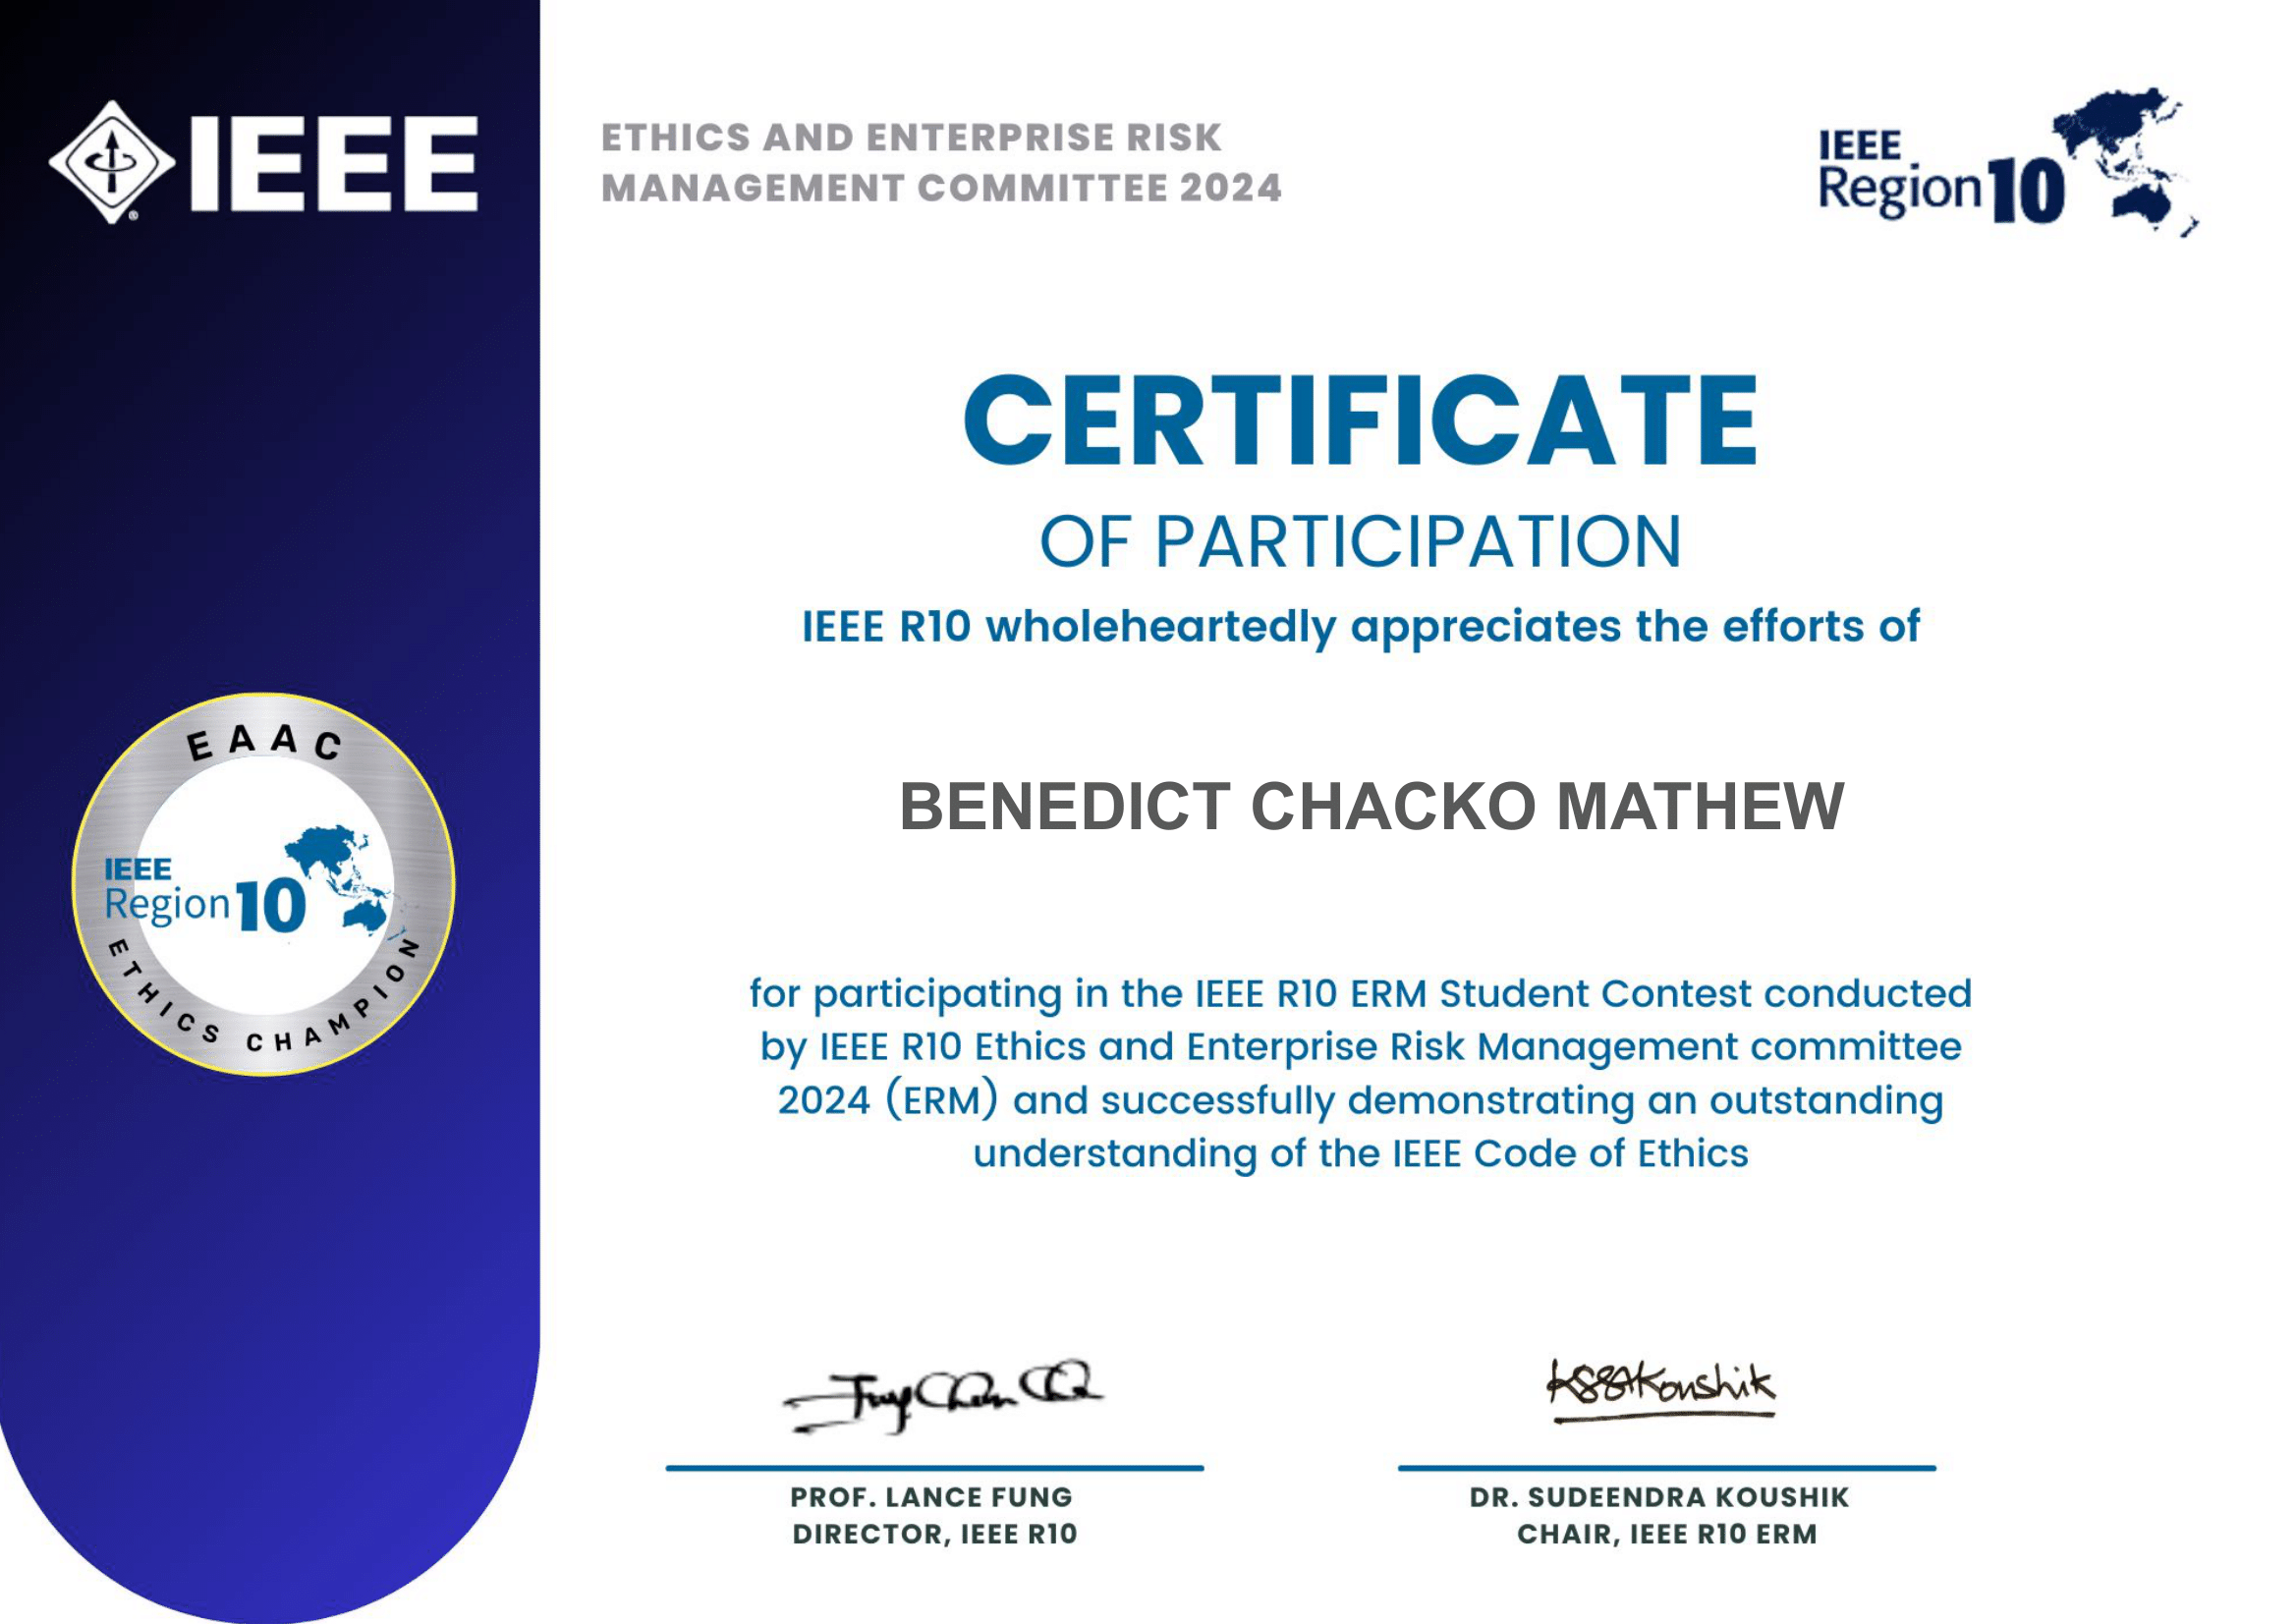 IEEE
ETHICS AND ENTERPRISE RISK
MANAGEMENT COMMITTEE 2024
IEEE
Region 10
CERTIFICATE
OF PARTICIPATION
IEEE R10 wholeheartedly appreciates the efforts of
BENEDICT CHACKO MATHEW
EAAC
IEEE
Region 10
ETHICS CHAMPION
for participating in the IEEE R10 ERM Student Contest conducted
by IEEE R10 Ethics and Enterprise Risk Management committee
2024 (ERM) and successfully demonstrating an outstanding
understanding of the IEEE Code of Ethics
PROF. LANCE FUNG
DIRECTOR, IEEE R10
DR. SUDEENDRA KOUSHIK
CHAIR, IEEE R10 ERM